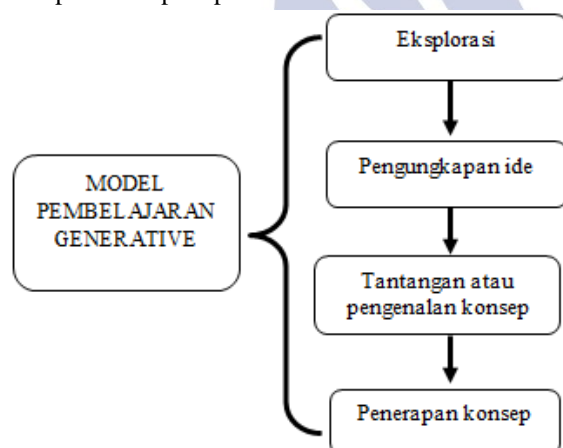 Eksplorasi
Pengungkapan ide
MODEL
PEMBELAJARAN
GENERATIVE
Tantangan atau
pengenalan konsep
Penerapan konsep